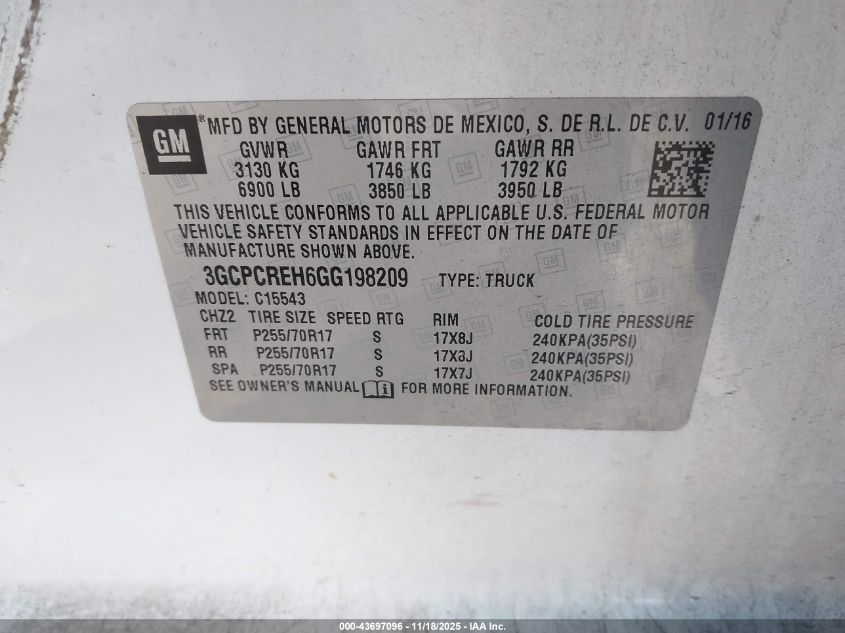 GM ® MFD BY GENERAL MOTORS DE MEXICO, S. DE R.L. DE C.V. 01/16
GVWR GAWR FRT GAWR RR
3130 KG 1746 KG 1792 KG
6900 LB 3850 LB 3950 LB
THIS VEHICLE CONFORMS TO ALL APPLICABLE U.S. FEDERAL MOTOR
VEHICLE SAFETY STANDARDS IN EFFECT ON THE DATE OF
MANUFACTURE SHOWN ABOVE.
3GCPCREH6GG198209 TYPE: TRUCK
MODEL: C15543
CHZ2 TIRE SIZE SPEED RTG RIM COLD TIRE PRESSURE
FRT P255/70R17 S 17X8J 240KPA(35PSI)
RR P255/70R17 S 17X8J 240KPA(35PSI)
SPA P255/70R17 S 17X7J 240KPA(35PSI)
SEE OWNER'S MANUAL i FOR MORE INFORMATION.
000-43697096 - 11/18/2025 - IAA Inc.